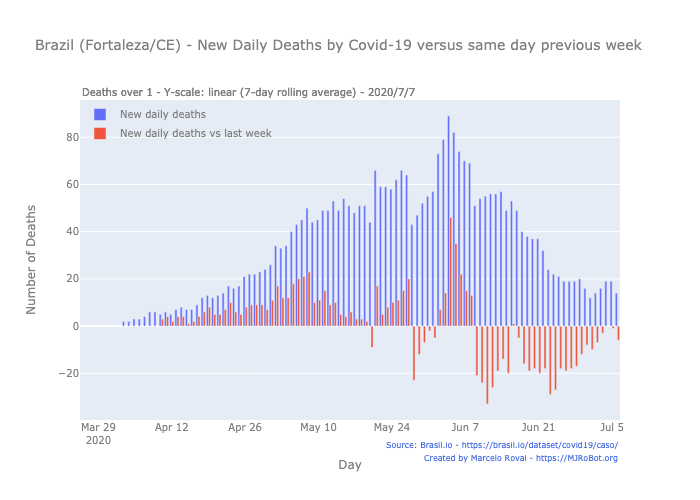 Brazil (Fortaleza/CE) - New Daily Deaths by Covid-19 versus same day previous week
Deaths over 1 - Y-scale: linear (7-day rolling average) - 2020/7/7
New daily deaths
New daily deaths vs last week
Number of Deaths
80
60
40
20
0
−20
Mar 29 Apr 12 Apr 26 May 10 May 24 Jun 7 Jun 21 Jul 5
2020
Source: Brasil.io - https://brasil.io/dataset/covid19/caso/
Created by Marcelo Rovai - https://MJRoBot.org
Day